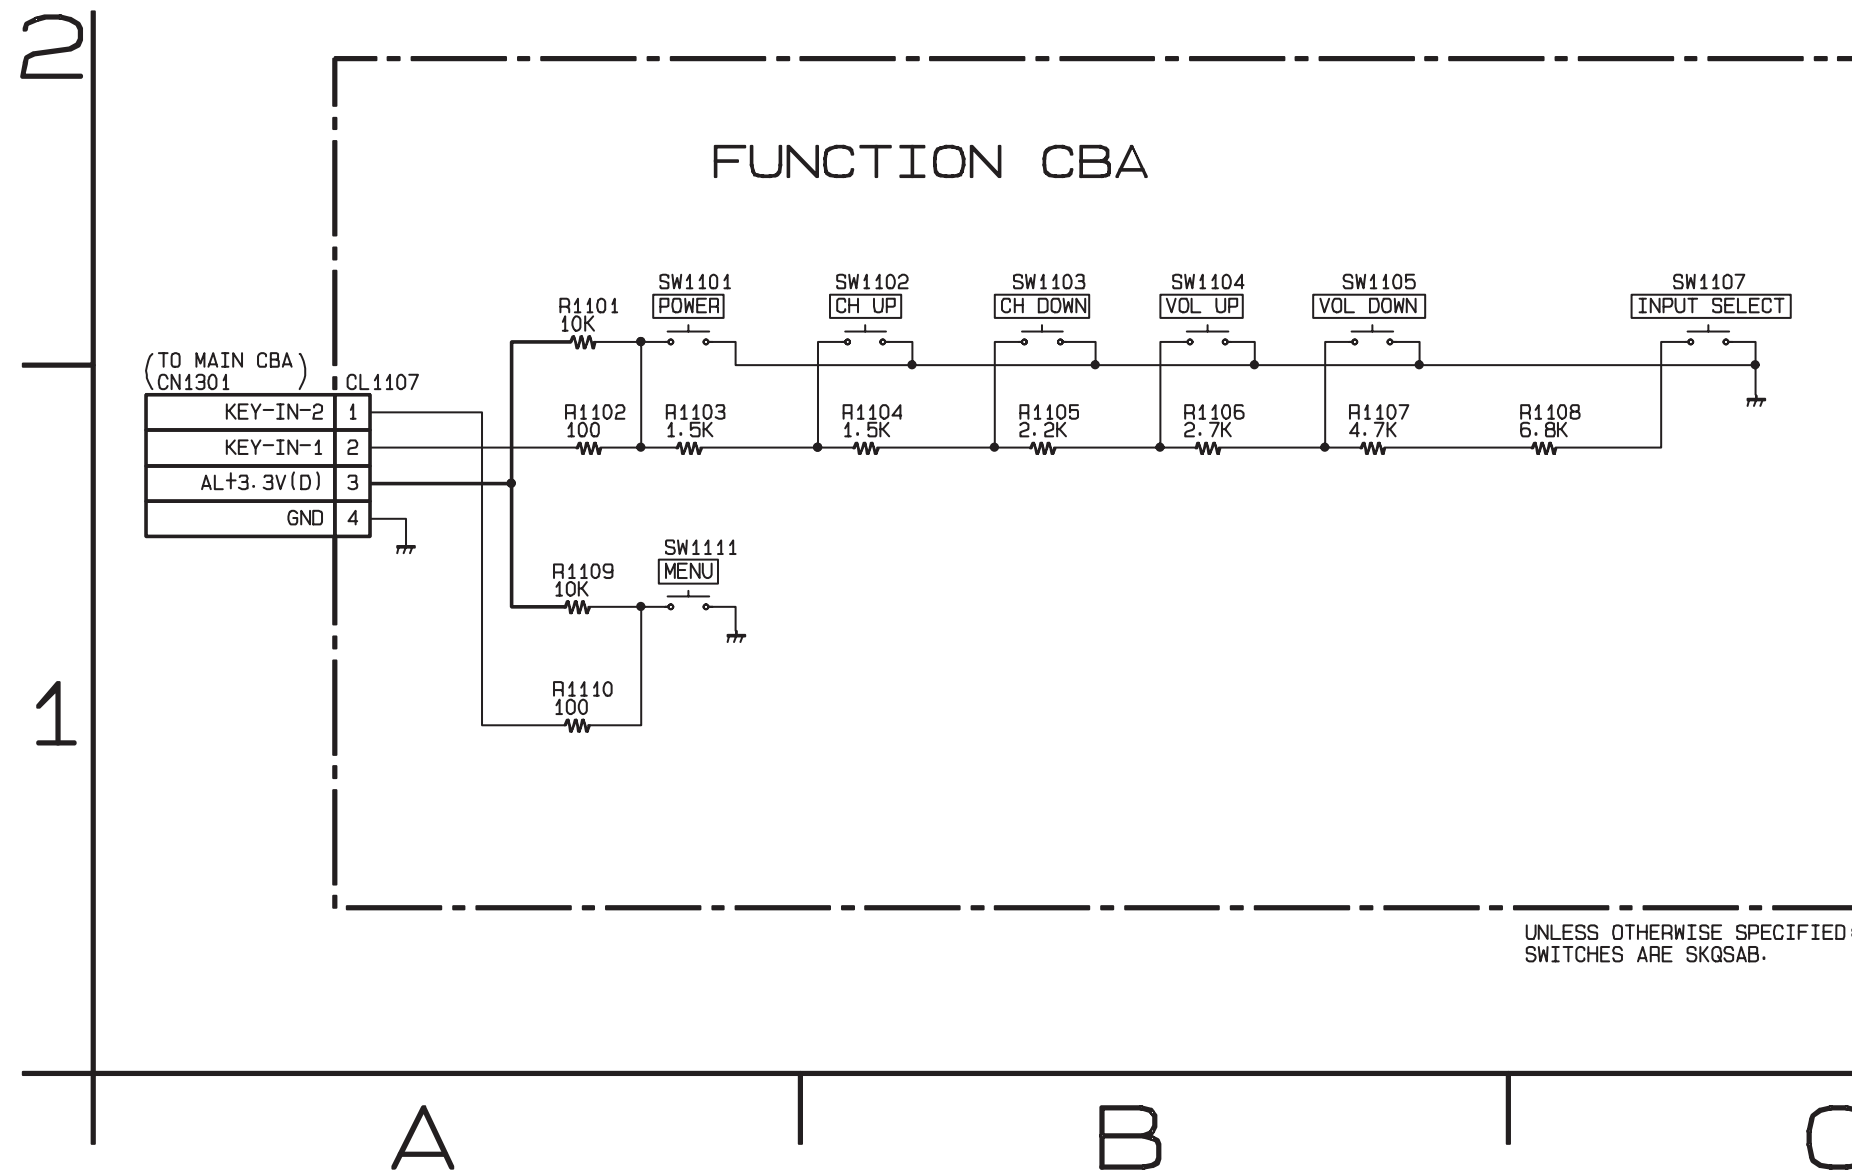 2
FUNCTION CBA
SW1101
POWER
SW1102
CH UP
SW1103
CH DOWN
SW1104
VOL UP
SW1105
VOL DOWN
SW1107
INPUT SELECT
R1101
10K
(TO MAIN CBA)
(CN1301)
CL1107
KEY-IN-2 1
KEY-IN-1 2
AL+3.3V(D) 3
GND 4
R1102
100
R1103
1.5K
R1104
1.5K
R1105
2.2K
R1106
2.7K
R1107
4.7K
R1108
6.8K
SW1111
MENU
R1109
10K
R1110
100
1
UNLESS OTHERWISE SPECIFIED:
SWITCHES ARE SKQSAB.
A B C